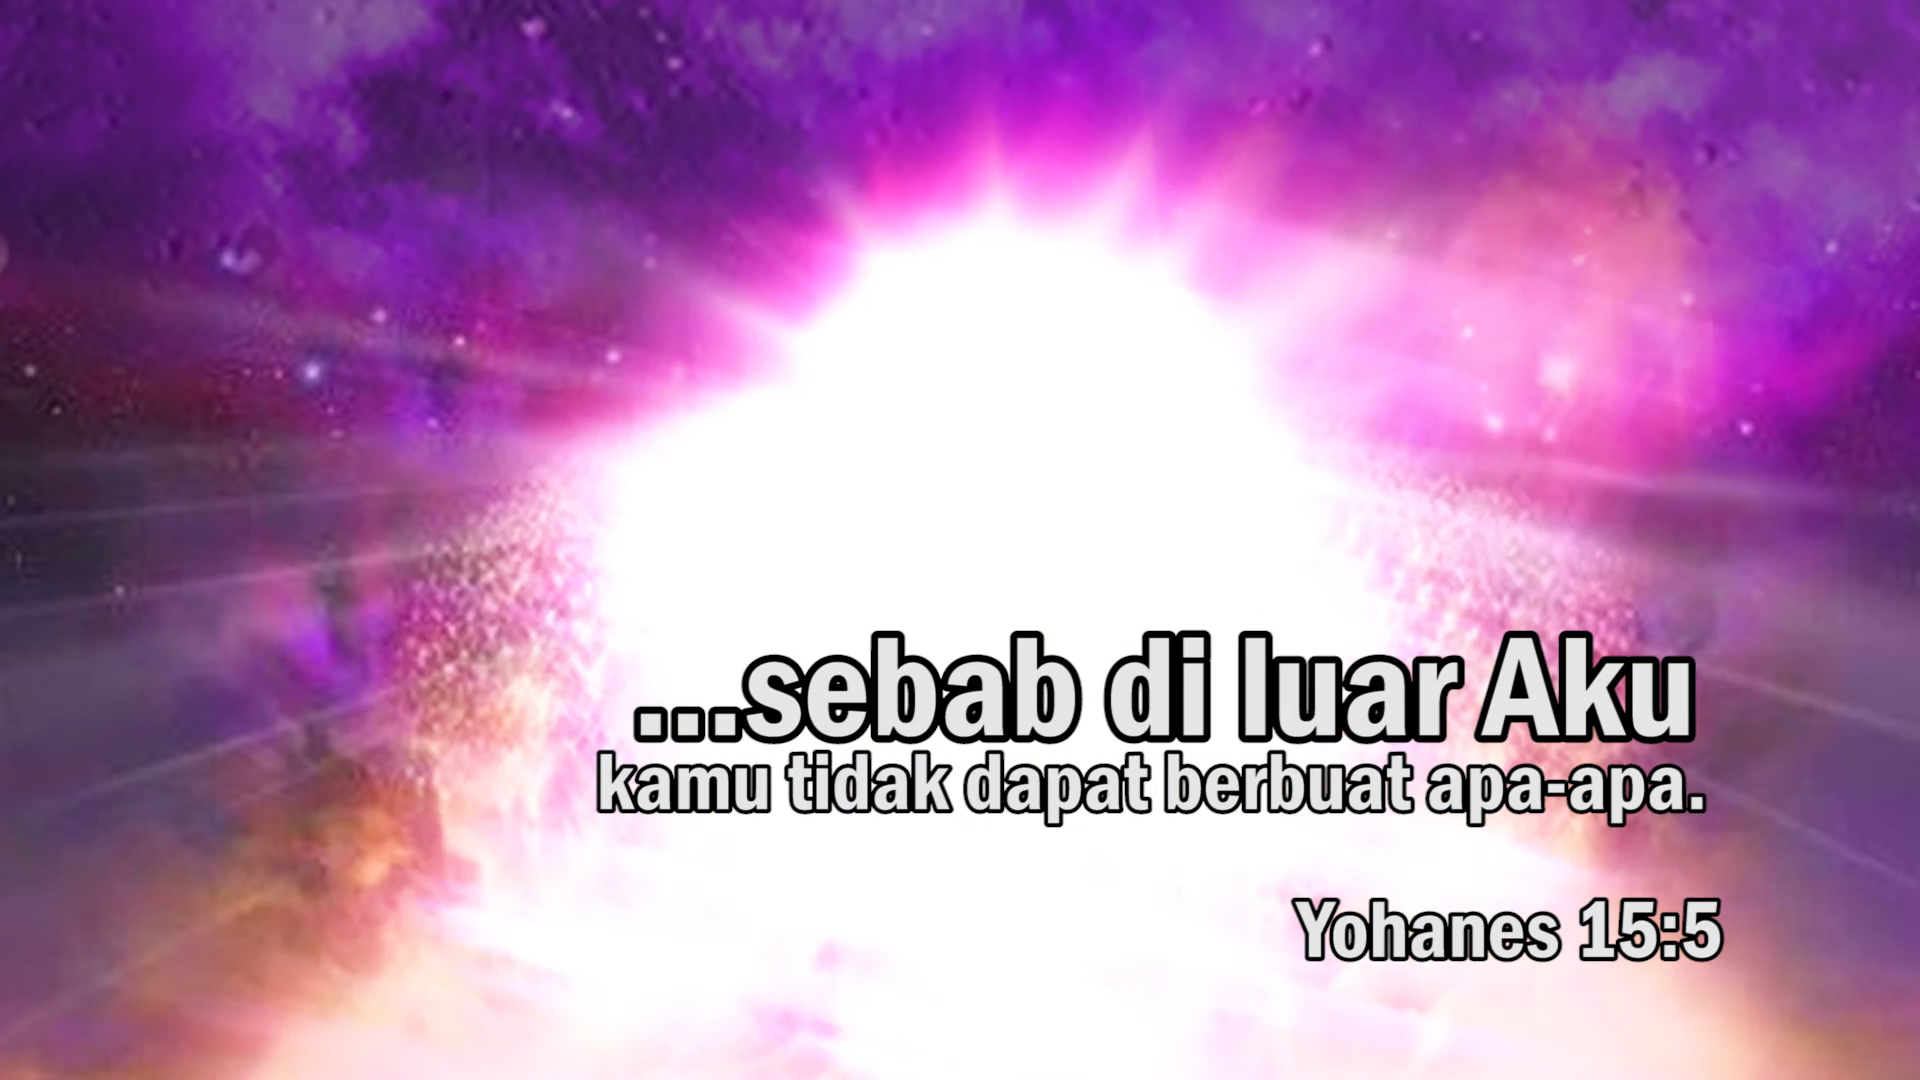 ...sebab di luar Aku
kamu tidak dapat berbuat apa-apa.
Yohanes 15:5